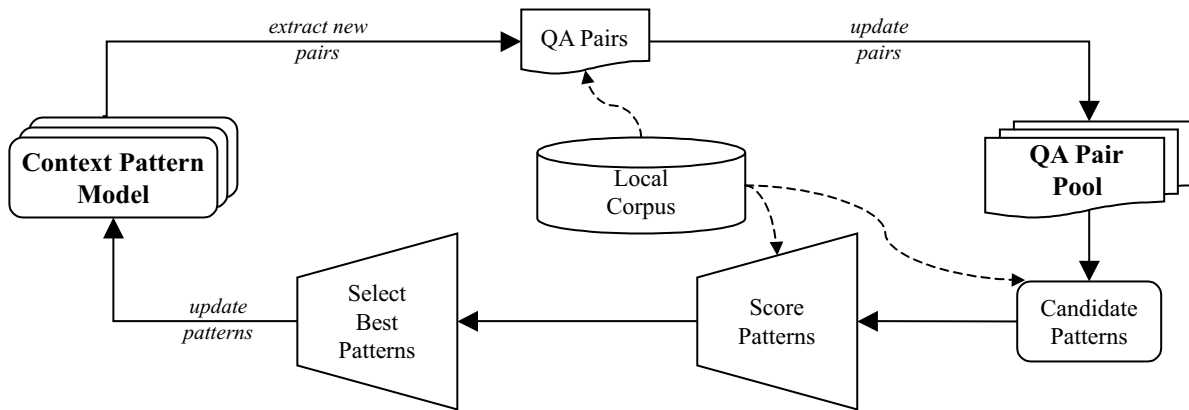 extract new
pairs
QA Pairs
update
pairs
Context Pattern
Model
Local
Corpus
QA Pair
Pool
update
patterns
Select
Best
Patterns
Score
Patterns
Candidate
Patterns